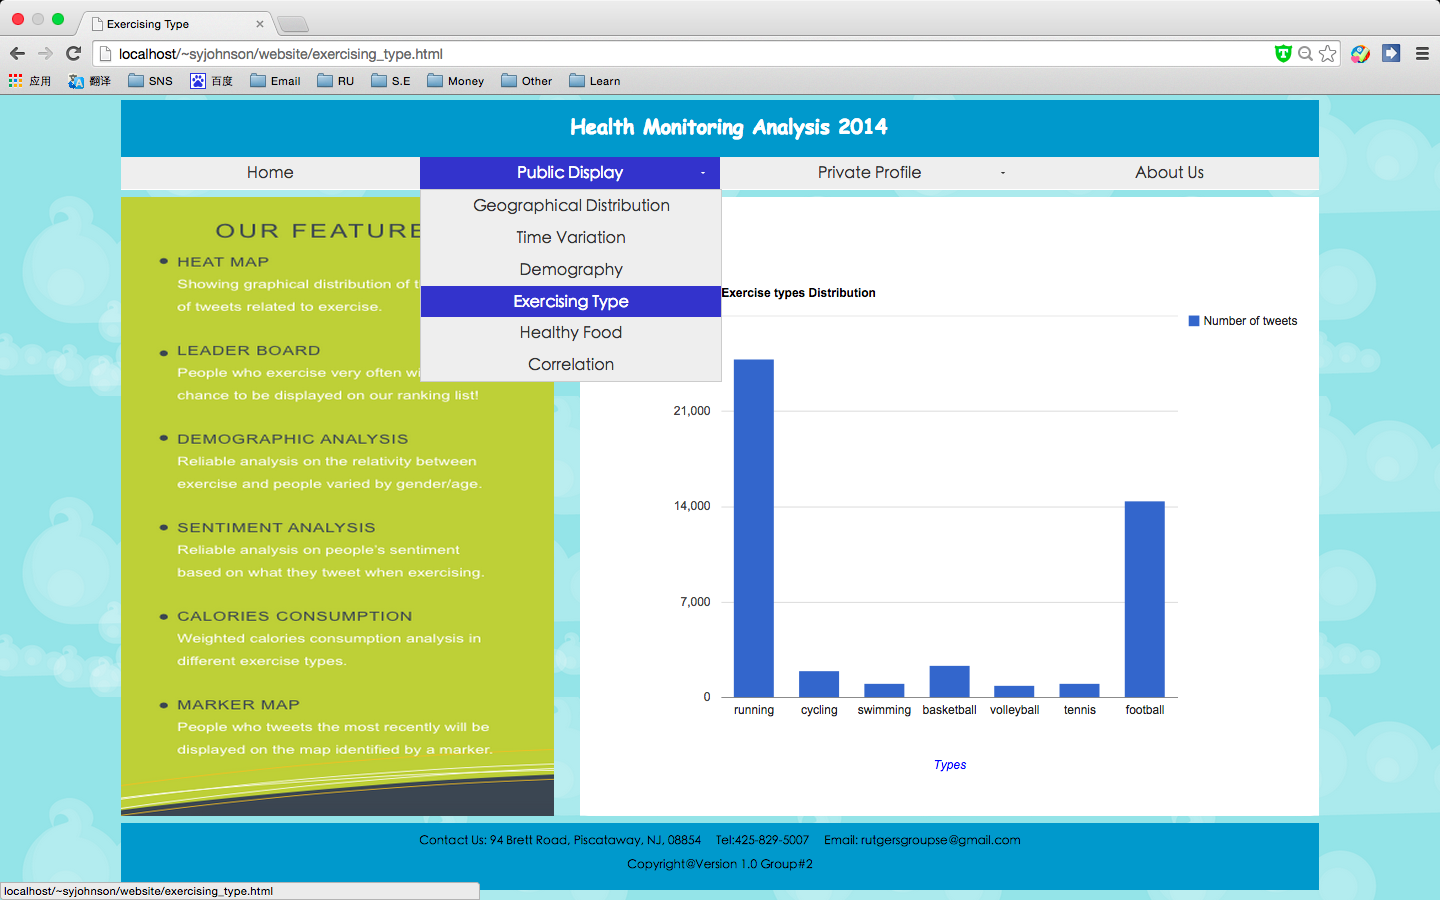 Exercising Type
localhost/~syjohnson/website/exercising_type.html
应用 翻译 SNS 百度 Email RU S.E Money Other Learn
Health Monitoring Analysis 2014
Home Public Display Private Profile About Us
Geographical Distribution
Time Variation
Demography
Exercising Type
Healthy Food
Correlation
OUR FEATURE
HEAT MAP
Showing graphical distribution of
of tweets related to exercise.
LEADER BOARD
People who exercise very often
chance to be displayed on our ranking list!
DEMOGRAPHIC ANALYSIS
Reliable analysis on the relativity between
exercise and people varied by gender/age.
SENTIMENT ANALYSIS
Reliable analysis on people's sentiment
based on what they tweet when exercising.
CALORIES CONSUMPTION
Weighted calories consumption analysis in
different exercise types.
MARKER MAP
People who tweets the most recently will be
displayed on the map identified by a marker.
Exercise types Distribution
Number of tweets
21,000
14,000
7,000
0
running cycling swimming basketball volleyball tennis football
Types
Contact Us: 94 Brett Road, Piscataway, NJ, 08854 Tel:425-829-5007 Email: rutgersgroupse@gmail.com
Copyright@Version 1.0 Group#2
localhost/~syjohnson/website/exercising_type.html